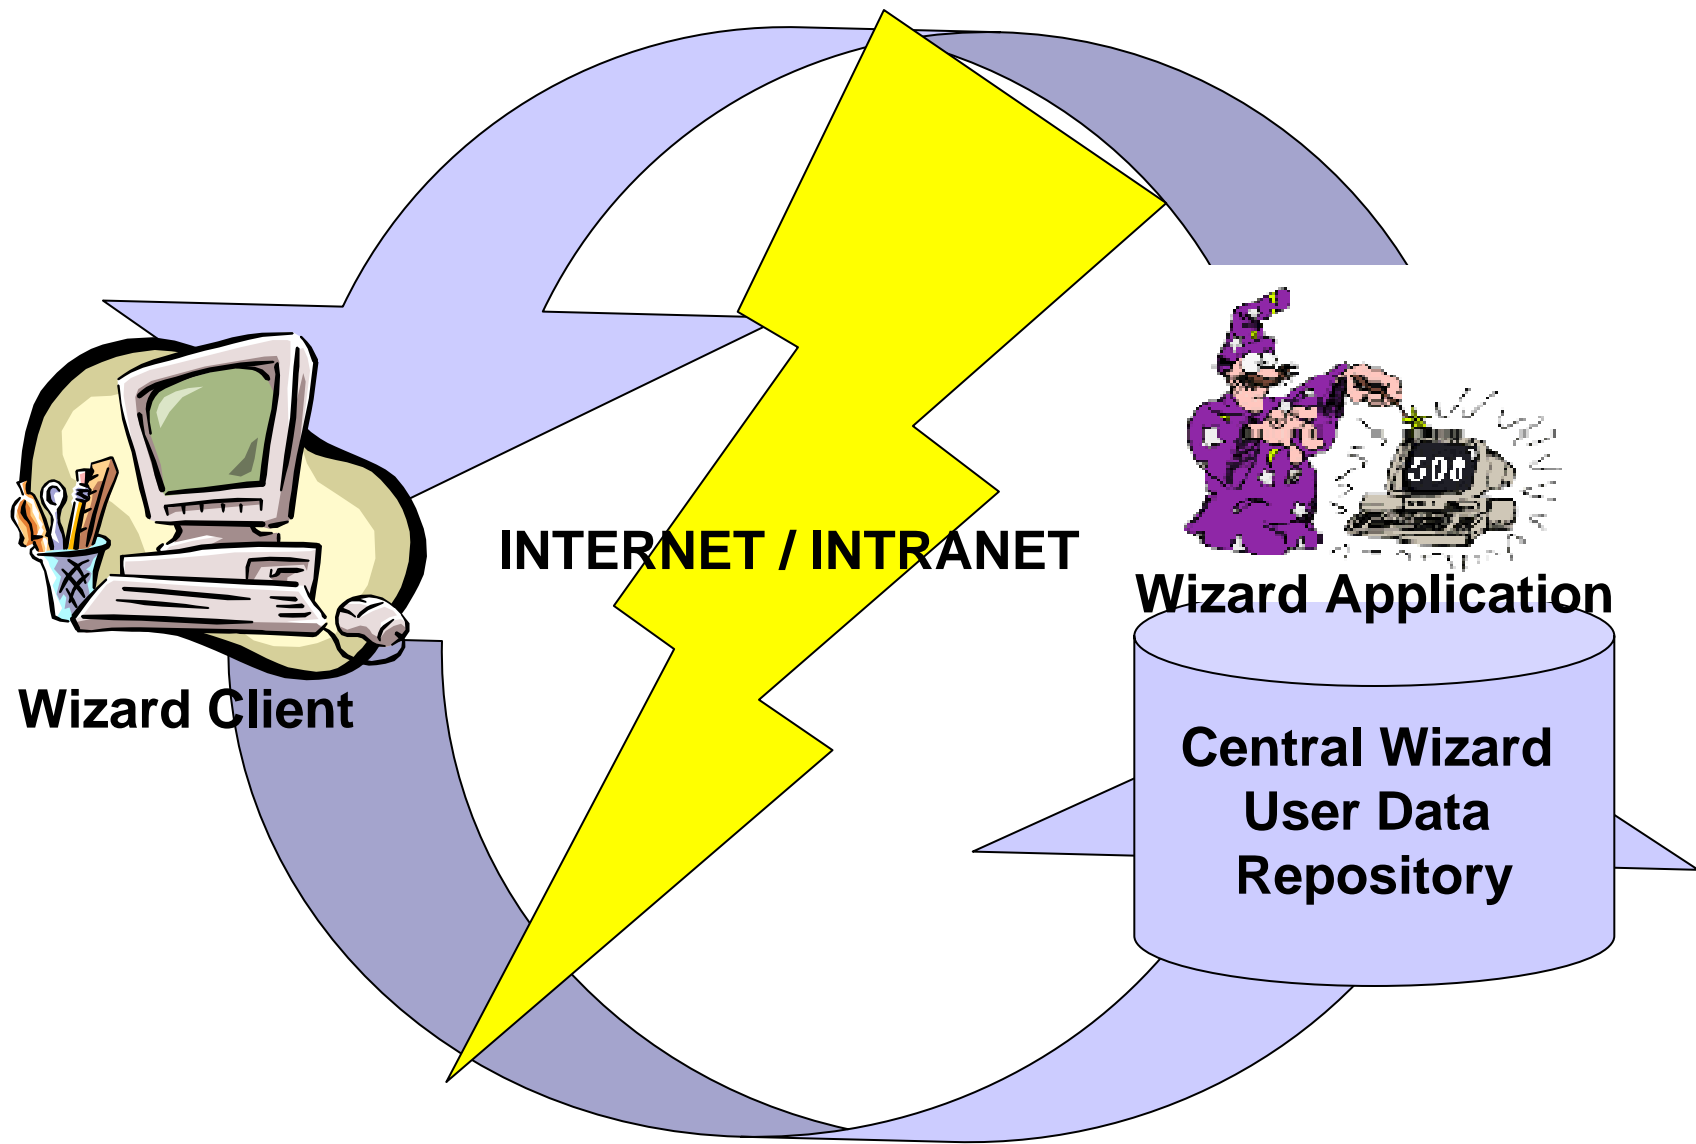 INTERNET / INTRANET
Wizard Application
Wizard Client
Central Wizard
User Data
Repository